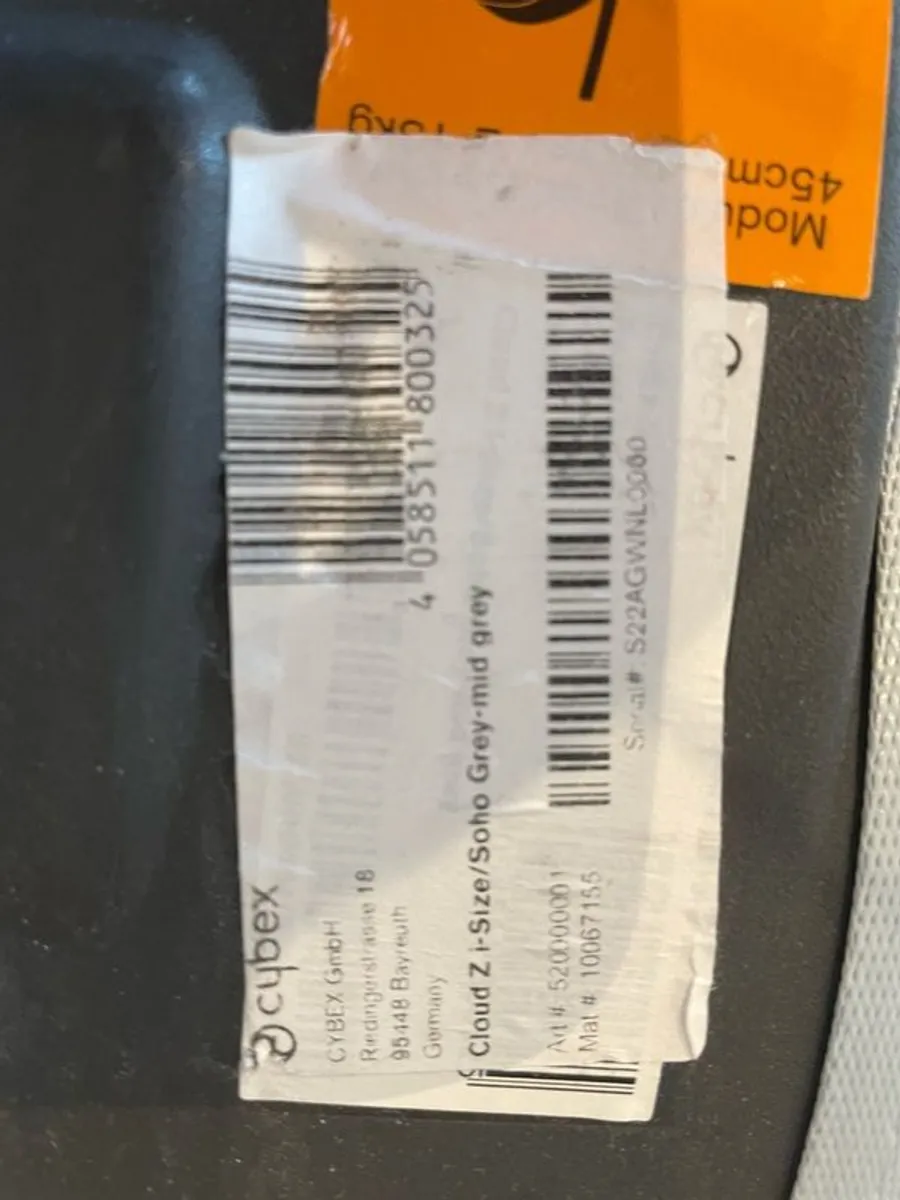 cybex
CYBEX GmbH
Riedingerstrasse 18
95448 Bayreuth
Germany
4 058511 800325
Cloud Z i-Size/Soho Grey-mid grey
Art #: 520000001
Mat #: 10067155
Serial#: S22AGWNL0060
Modu
45cm
13kg